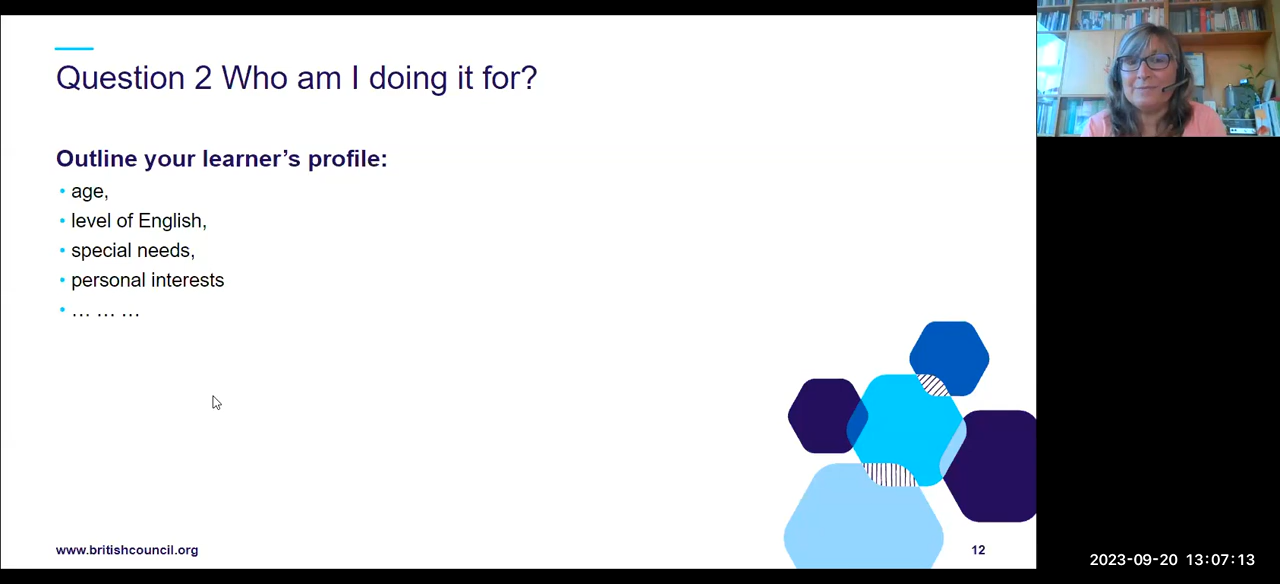 Question 2 Who am I doing it for?
Outline your learner’s profile:
• age,
• level of English,
• special needs,
• personal interests
• … … …
www.britishcouncil.org
12
2023-09-20 13:07:13